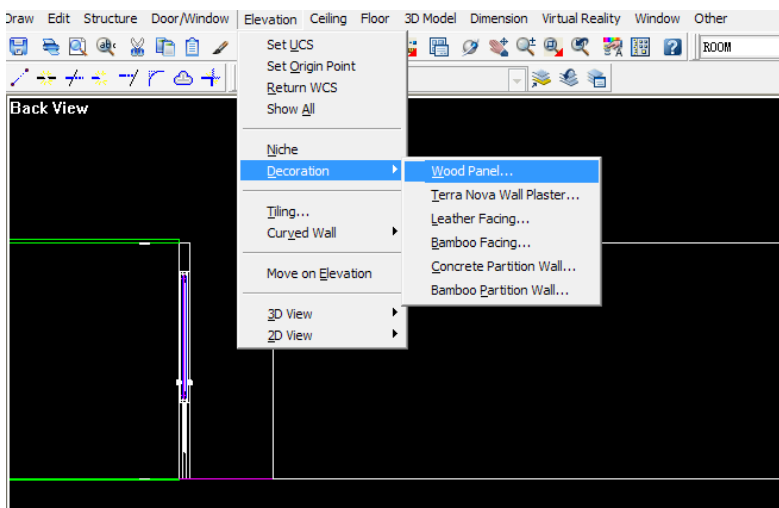 Draw Edit Structure Door/Window Elevation Ceiling Floor 3D Model Dimension Virtual Reality Window Other
abc
ROOM
Back View
Set UCS
Set Origin Point
Return WCS
Show All
Niche
Decoration
Wood Panel...
Terra Nova Wall Plaster...
Leather Facing...
Bamboo Facing...
Concrete Partition Wall...
Bamboo Partition Wall...
Tiling...
Curved Wall
Move on Elevation
3D View
2D View